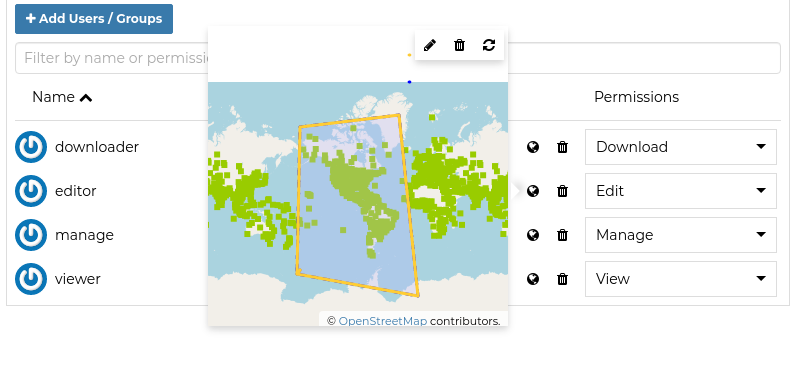 + Add Users / Groups
Filter by name or permissi
Name
Permissions
downloader
Download
editor
Edit
manage
Manage
viewer
View
© OpenStreetMap contributors.